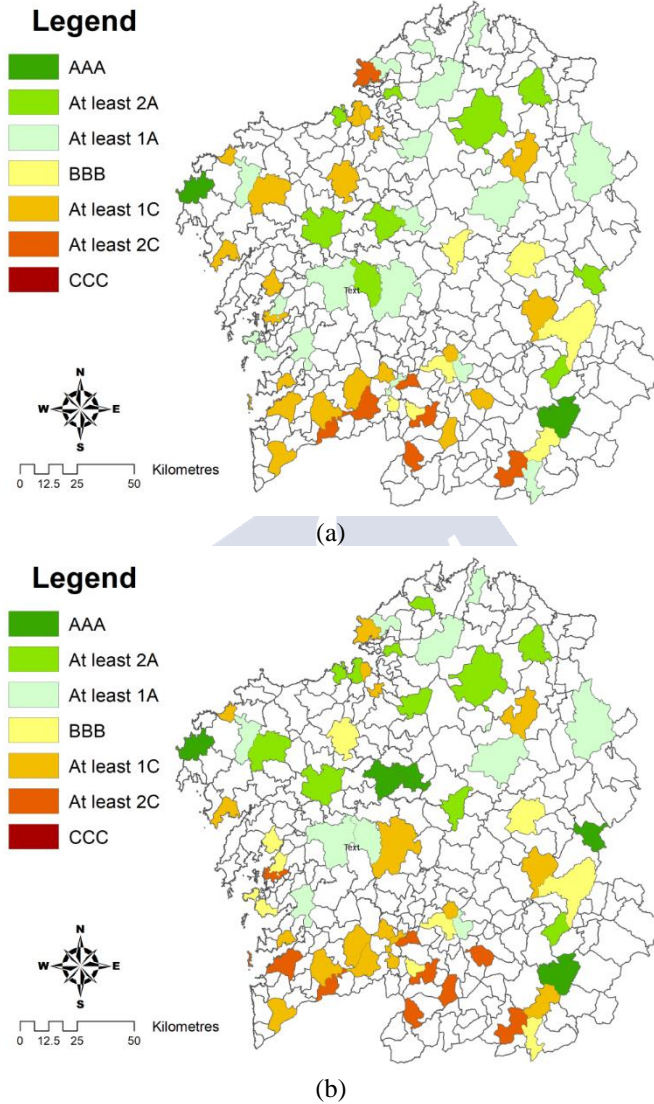 Legend
AAA
At least 2A
At least 1A
BBB
At least 1C
At least 2C
CCC
Text
N
W E
S
Kilometres
0 12.5 25 50
(a)
Legend
AAA
At least 2A
At least 1A
BBB
At least 1C
At least 2C
CCC
Text
N
W E
S
Kilometres
0 12.5 25 50
(b)